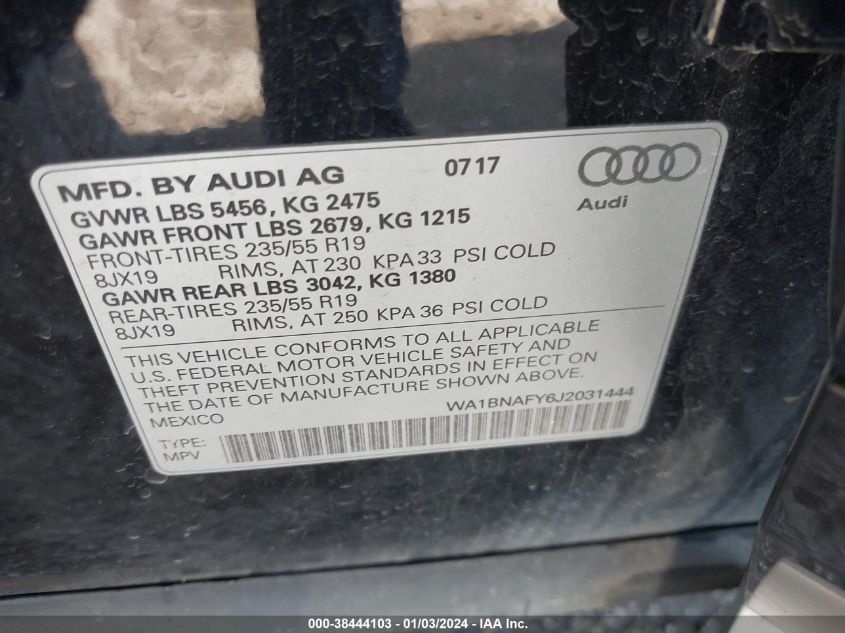 MFD. BY AUDI AG 0717
Audi
GVWR LBS 5456, KG 2475
GAWR FRONT LBS 2679, KG 1215
FRONT-TIRES 235/55 R19
8JX19 RIMS, AT 230 KPA 33 PSI COLD
GAWR REAR LBS 3042, KG 1380
REAR-TIRES 235/55 R19
8JX19 RIMS, AT 250 KPA 36 PSI COLD
THIS VEHICLE CONFORMS TO ALL APPLICABLE
U.S. FEDERAL MOTOR VEHICLE SAFETY AND
THEFT PREVENTION STANDARDS IN EFFECT ON
THE DATE OF MANUFACTURE SHOWN ABOVE.
MEXICO WA1BNAFY6J2031444
TYPE:
MPV
000-38444103 - 01/03/2024 - IAA Inc.